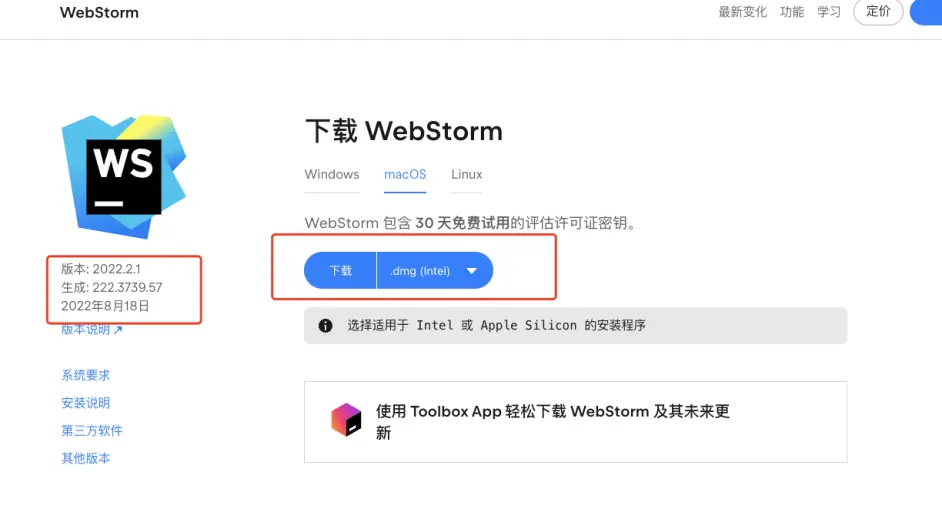 WebStorm
最新变化 功能 学习 定价
WS
下载 WebStorm
Windows macOS Linux
WebStorm 包含 30 天免费试用的评估许可证密钥。
下载 .dmg (Intel)
版本: 2022.2.1
生成: 222.3739.57
2022年8月18日
版本说明↗
选择适用于 Intel 或 Apple Silicon 的安装程序
系统要求
安装说明
第三方软件
其他版本
使用 Toolbox App 轻松下载 WebStorm 及其未来更
新